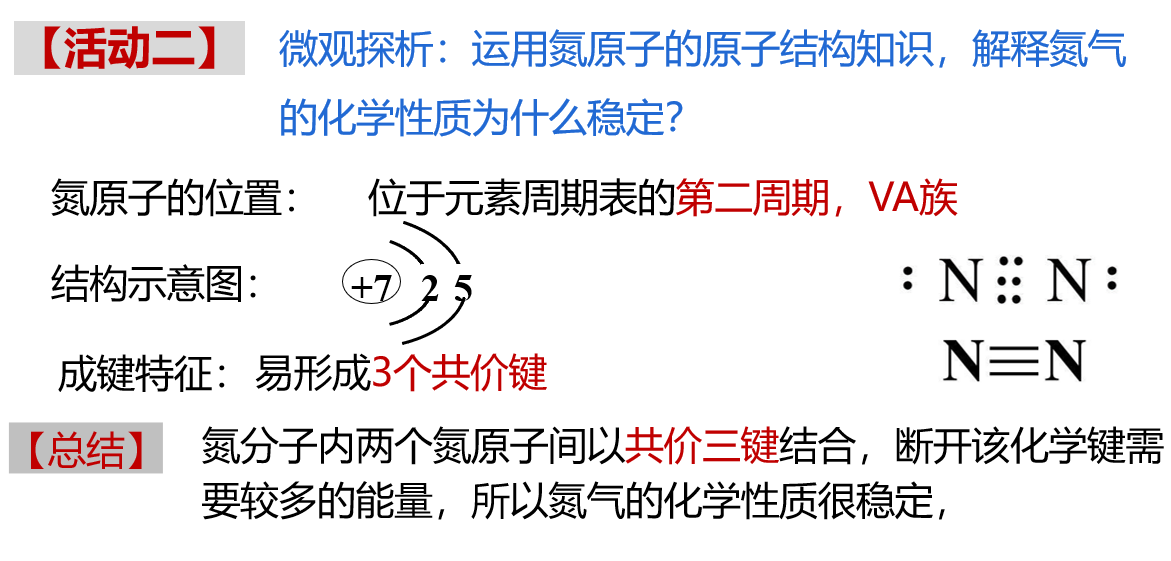 【活动二】 微观探析：运用氮原子的原子结构知识，解释氮气
的化学性质为什么稳定？
氮原子的位置： 位于元素周期表的第二周期，VA族
结构示意图： +7 2 5
:N⋮⋮N:
成键特征： 易形成3个共价键
N≡N
【总结】 氮分子内两个氮原子间以共价三键结合，断开该化学键需
要较多的能量，所以氮气的化学性质很稳定，